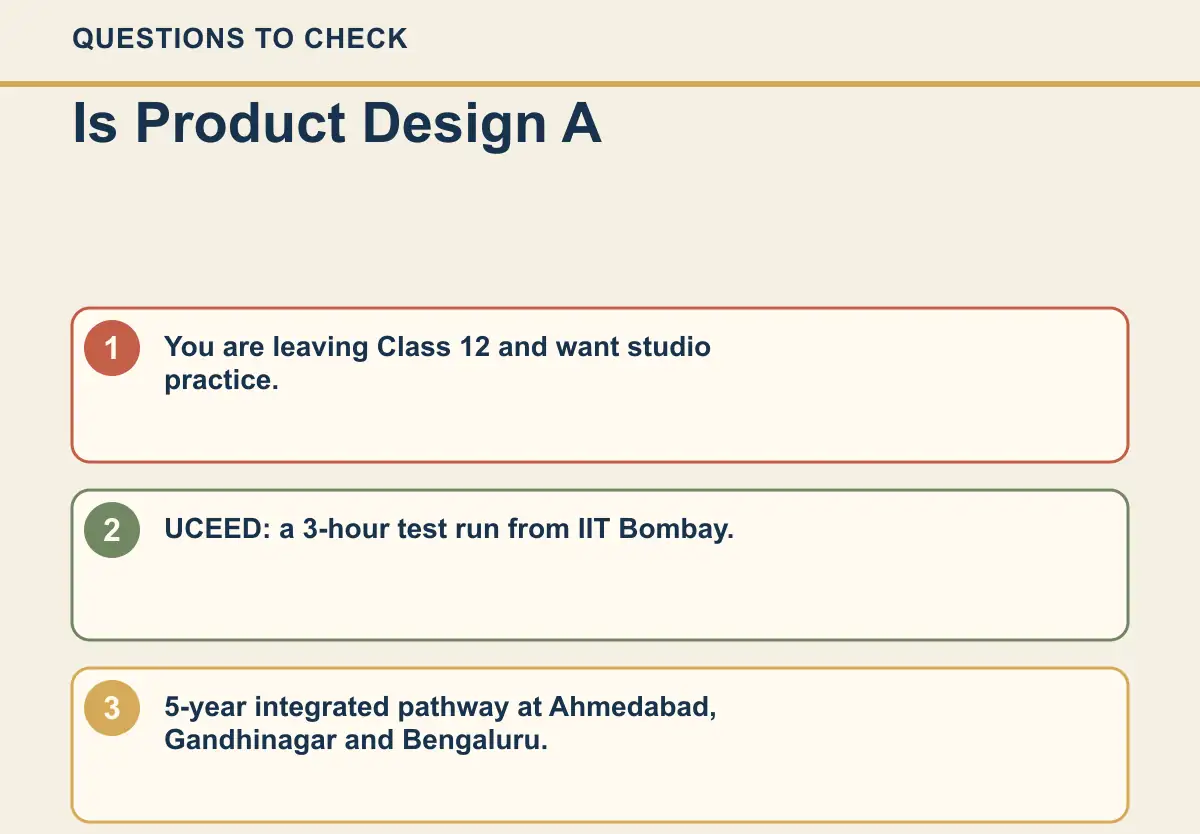 QUESTIONS TO CHECK
Is Product Design A
1
You are leaving Class 12 and want studio
practice.
2
UCEED: a 3-hour test run from IIT Bombay.
3
5-year integrated pathway at Ahmedabad,
Gandhinagar and Bengaluru.